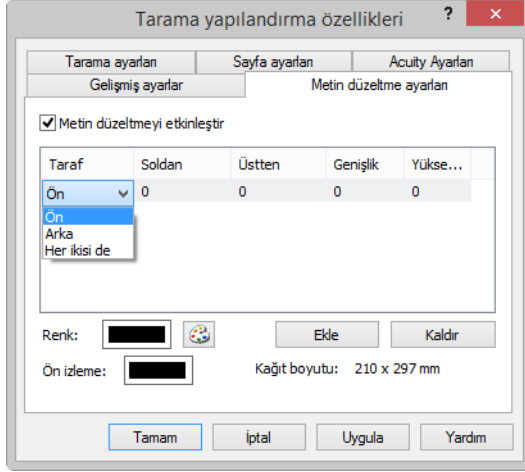 Tarama yapılandırma özellikleri ? ×
Tarama ayarları Sayfa ayarları Acuity Ayarları
Gelişmiş ayarlar Metin düzeltme ayarları
Metin düzeltmeyi etkinleştir
Taraf Soldan Üstten Genişlik Yükse...
Ön 0 0 0 0
Ön
Arka
Her ikisi de
Renk: Ekle Kaldır
Ön izleme: Kağıt boyutu: 210 x 297 mm
Tamam İptal Uygula Yardım